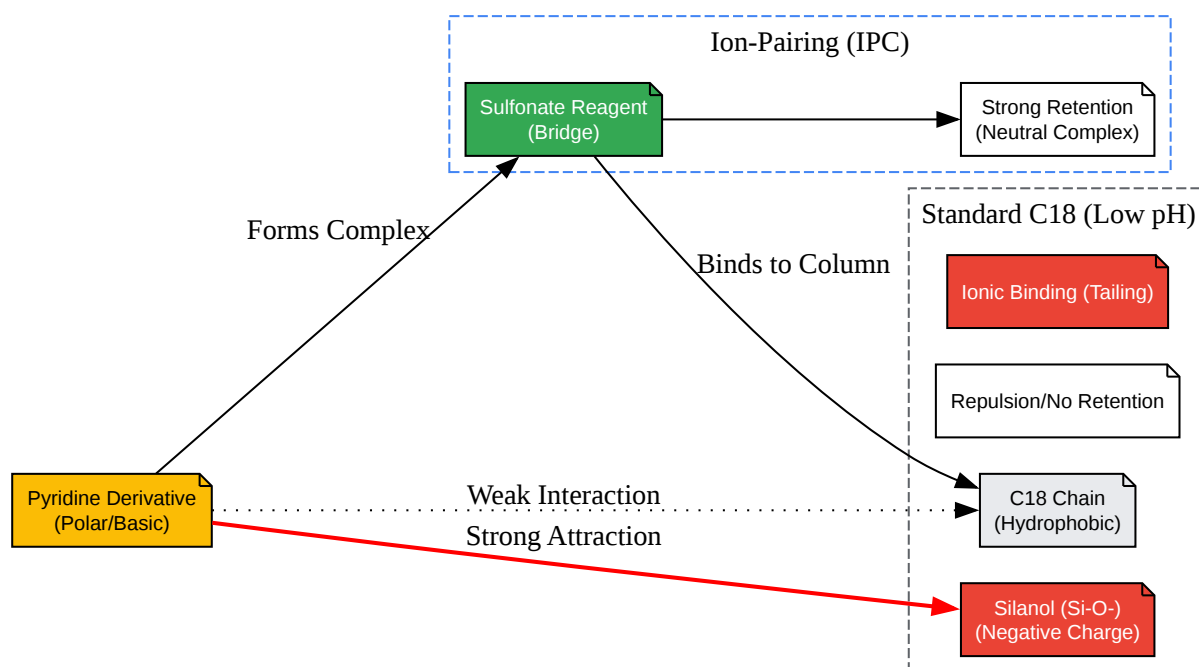 Ion-Pairing (IPC)
Sulfonate Reagent
(Bridge)
Strong Retention
(Neutral Complex)
Standard C18 (Low pH)
Forms Complex
Binds to Column
Ionic Binding (Tailing)
Repulsion/No Retention
Pyridine Derivative
(Polar/Basic)
Weak Interaction
Strong Attraction
C18 Chain
(Hydrophobic)
Silanol (Si-O-)
(Negative Charge)